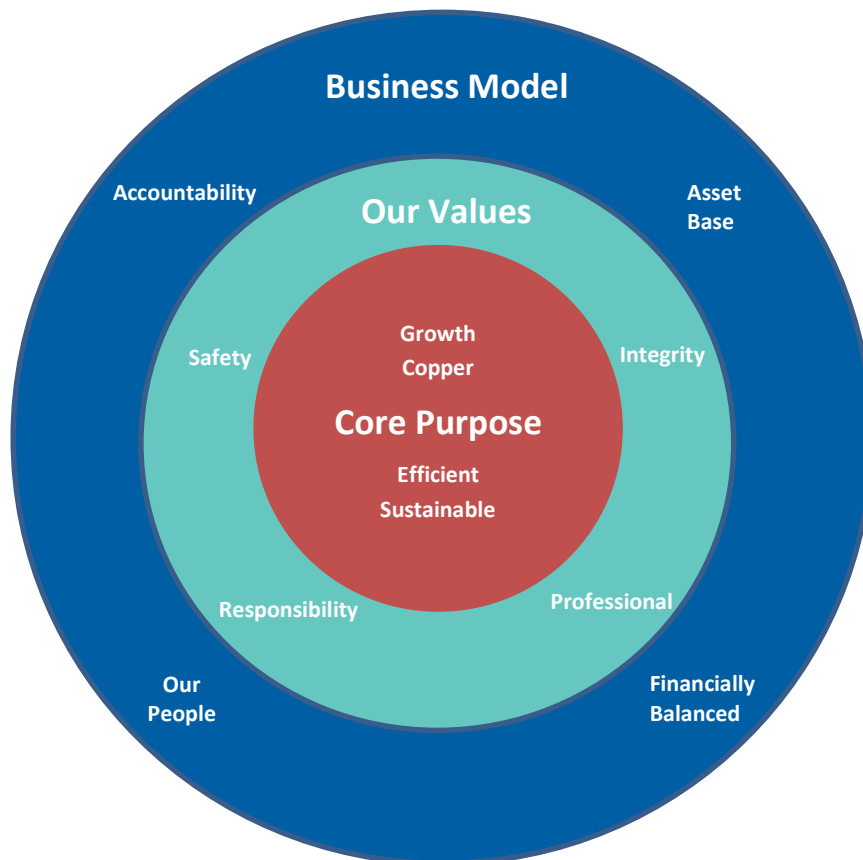 Business Model
Accountability
Asset
Base
Our Values
Safety
Integrity
Growth
Copper
Core Purpose
Efficient
Sustainable
Responsibility
Professional
Our
People
Financially
Balanced